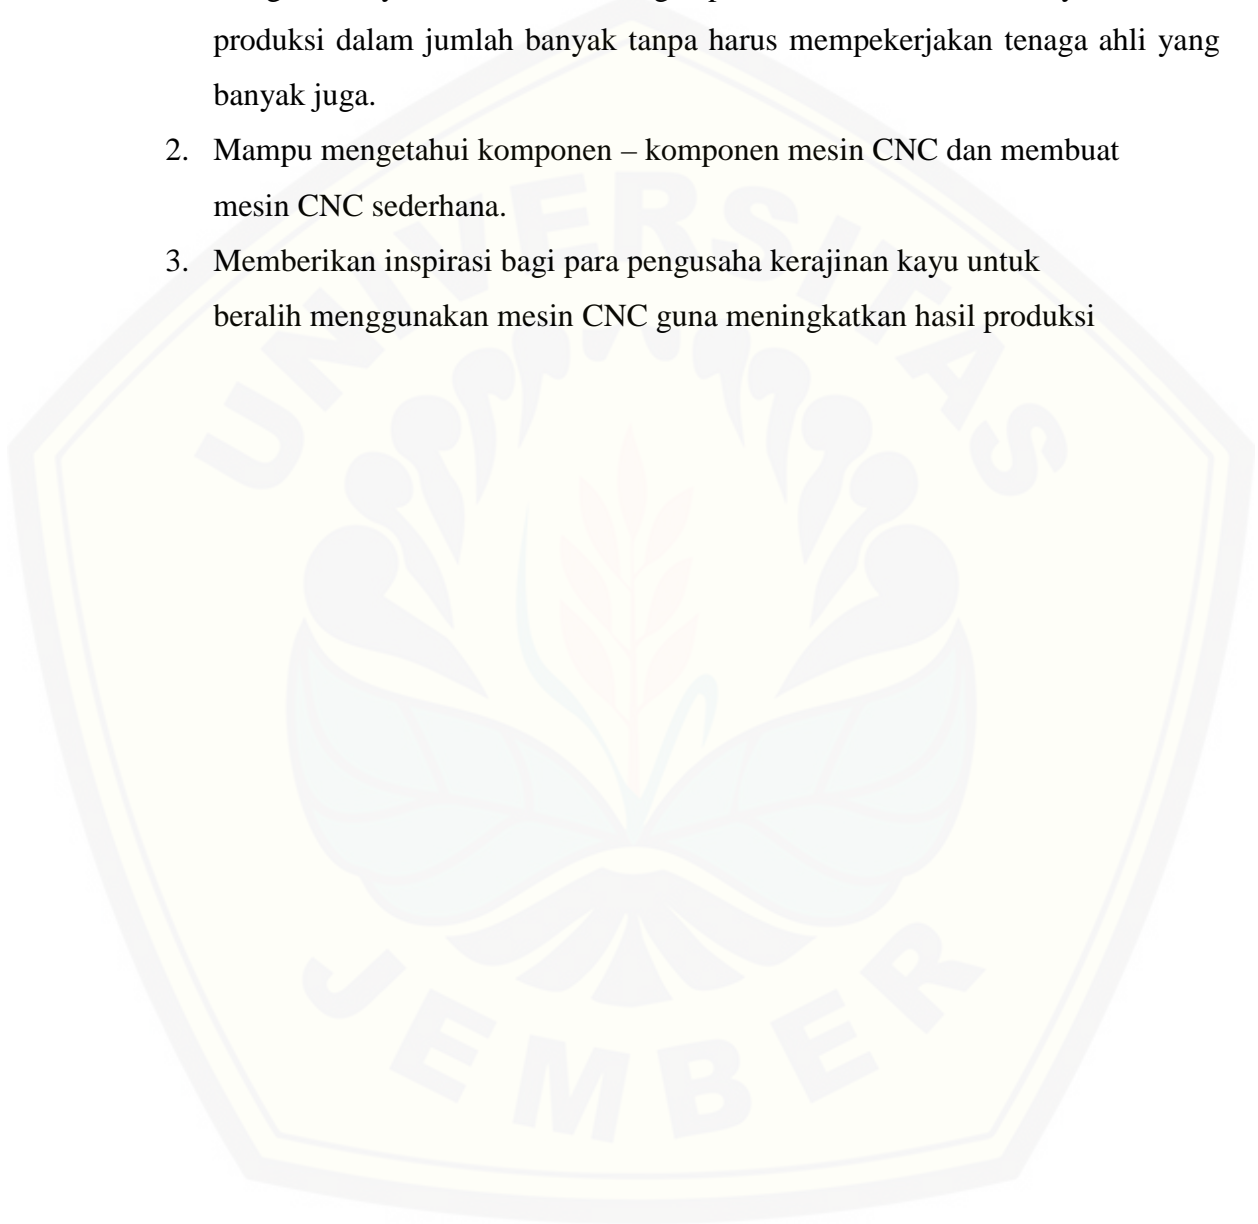 produksi dalam jumlah banyak tanpa harus mempekerjakan tenaga ahli yang
banyak juga.
2. Mampu mengetahui komponen – komponen mesin CNC dan membuat
mesin CNC sederhana.
3. Memberikan inspirasi bagi para pengusaha kerajinan kayu untuk
beralih menggunakan mesin CNC guna meningkatkan hasil produksi
UNIVERSITAS
JEMBER